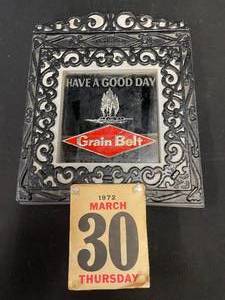 HAVE A GOOD DAY
Grain Belt
1972
MARCH
30
THURSDAY